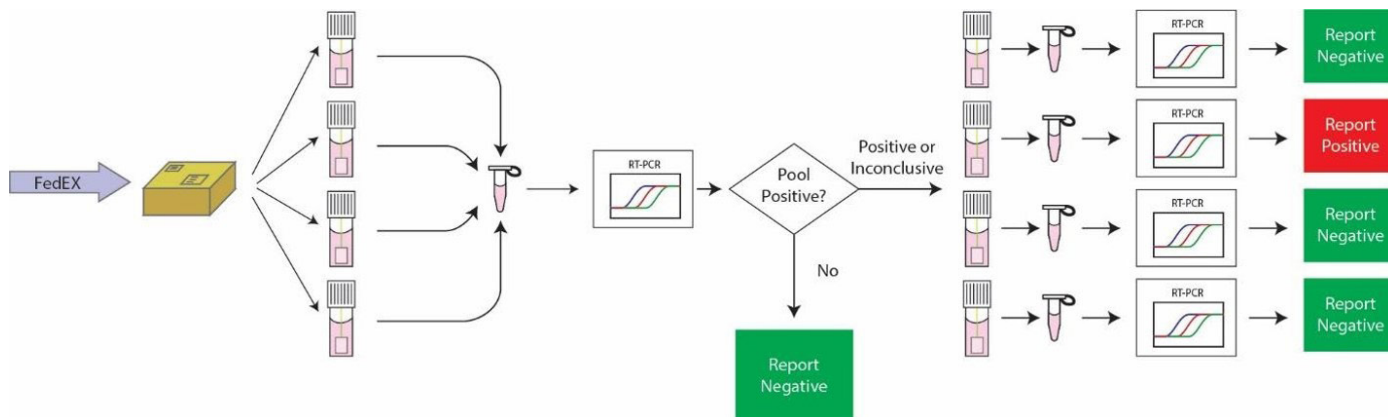 FedEX
RT-PCR
Pool
Positive?
Positive or
Inconclusive
No
Report
Negative
RT-PCR
Report
Negative
RT-PCR
Report
Positive
RT-PCR
Report
Negative
RT-PCR
Report
Negative